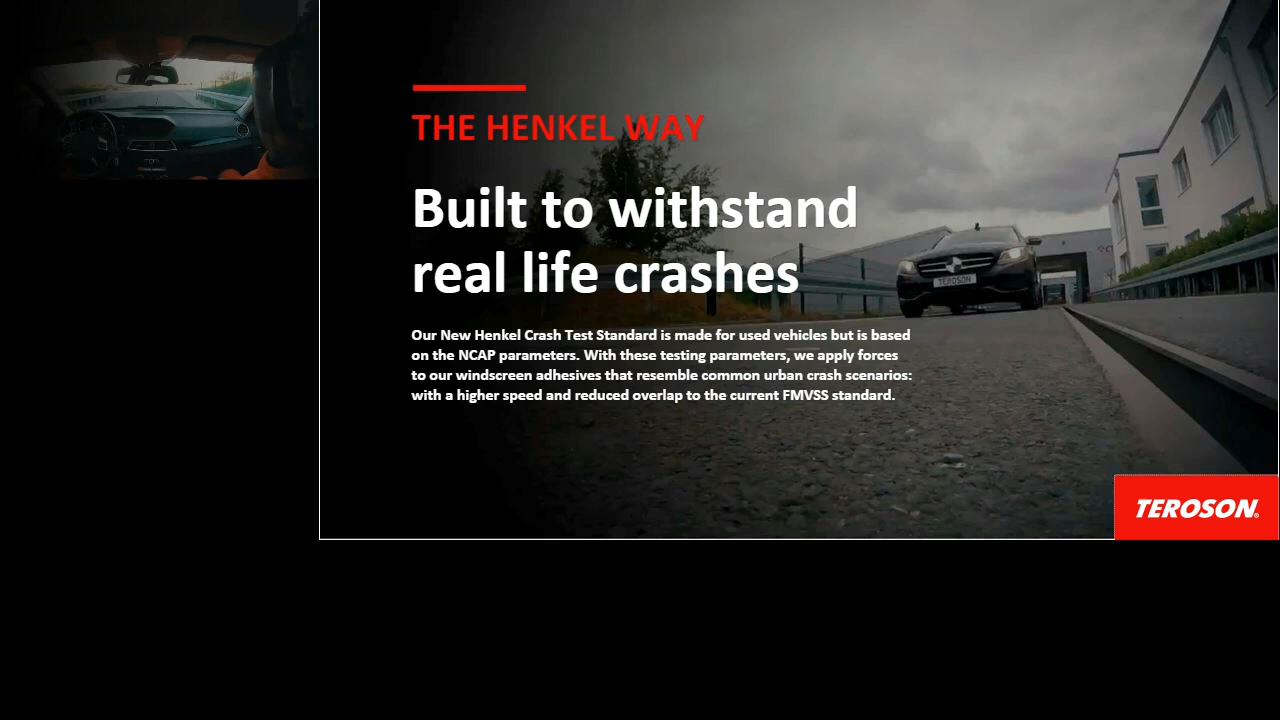 THE HENKEL WAY
Built to withstand
real life crashes
Our New Henkel Crash Test Standard is made for used vehicles but is based
on the NCAP parameters. With these testing parameters, we apply forces
to our windscreen adhesives that resemble common urban crash scenarios:
with a higher speed and reduced overlap to the current FMVSS standard.
TEROSON
TEROSON®